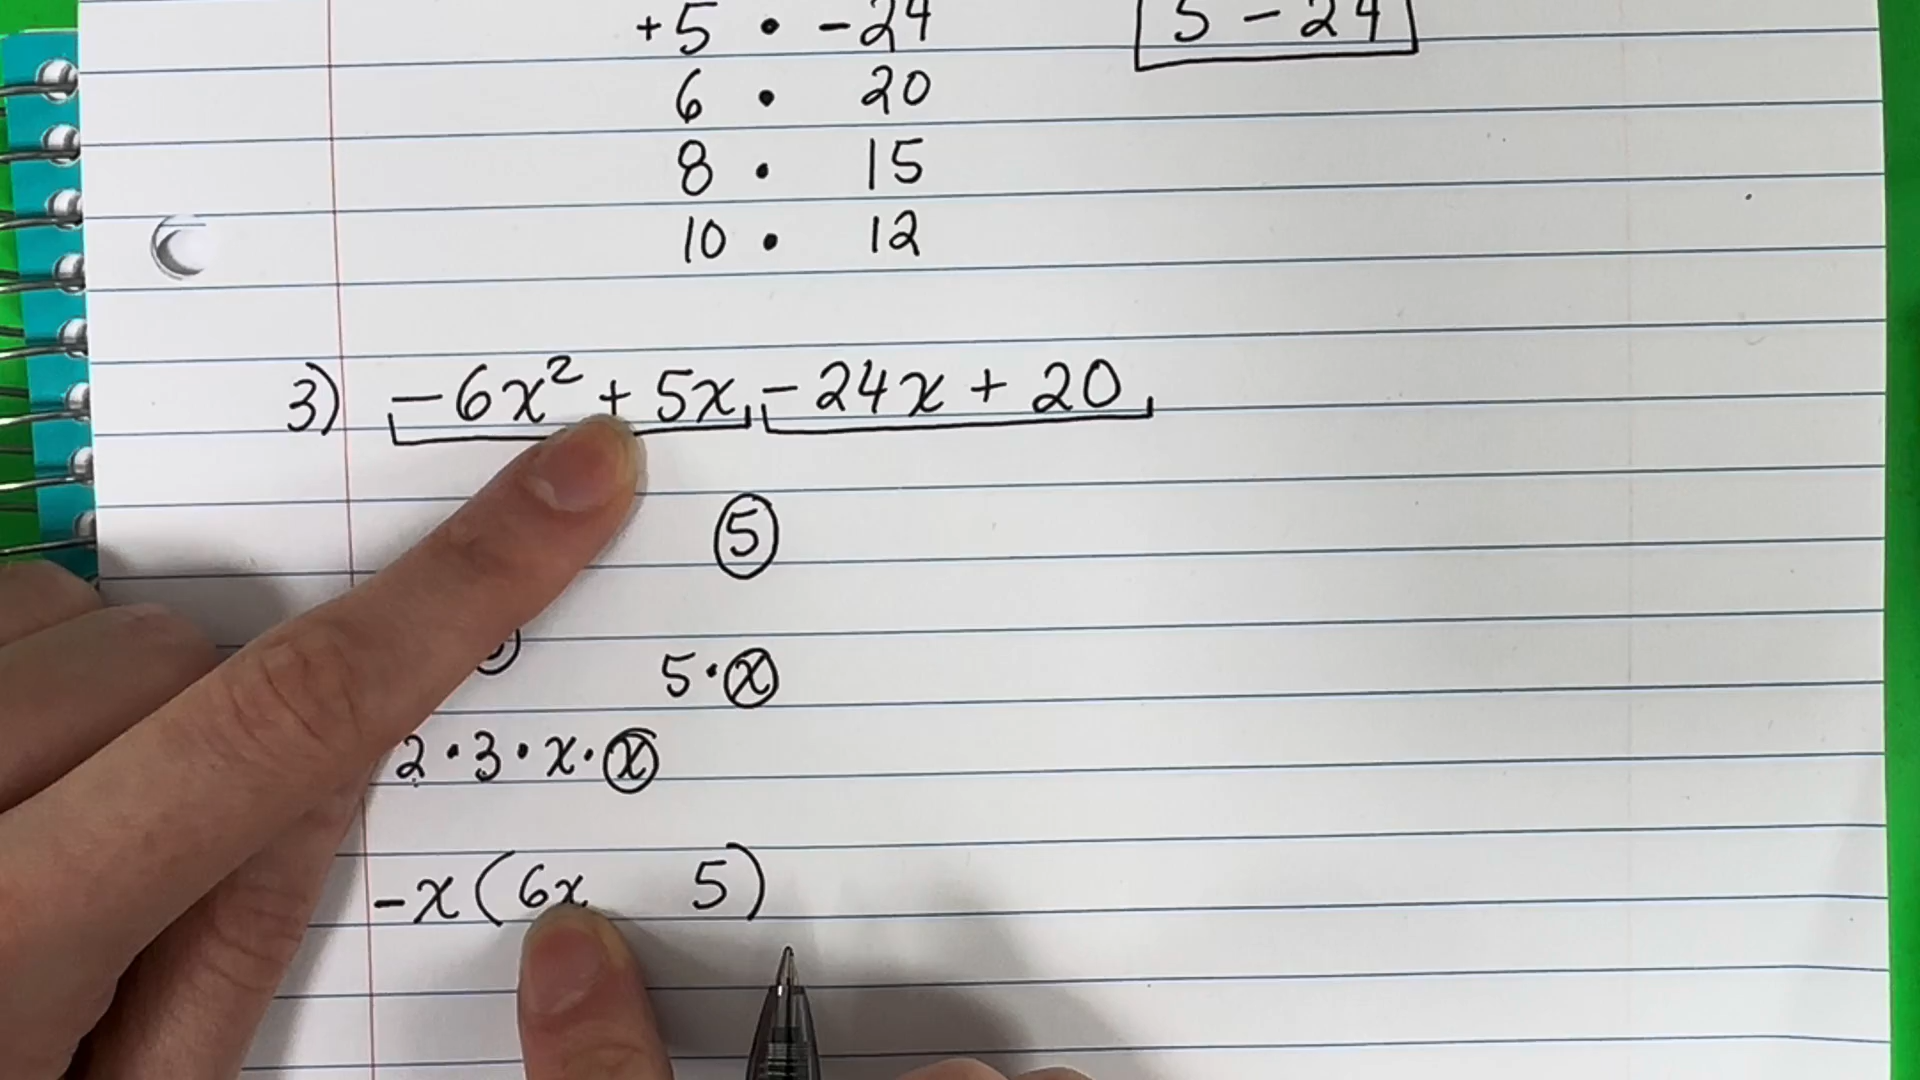 +5 • -24 5 - 24
6 • 20
8 • 15
10 • 12
3) -6x² + 5x - 24x + 20
5
5·x
2·3·x·x
-x(6x 5)